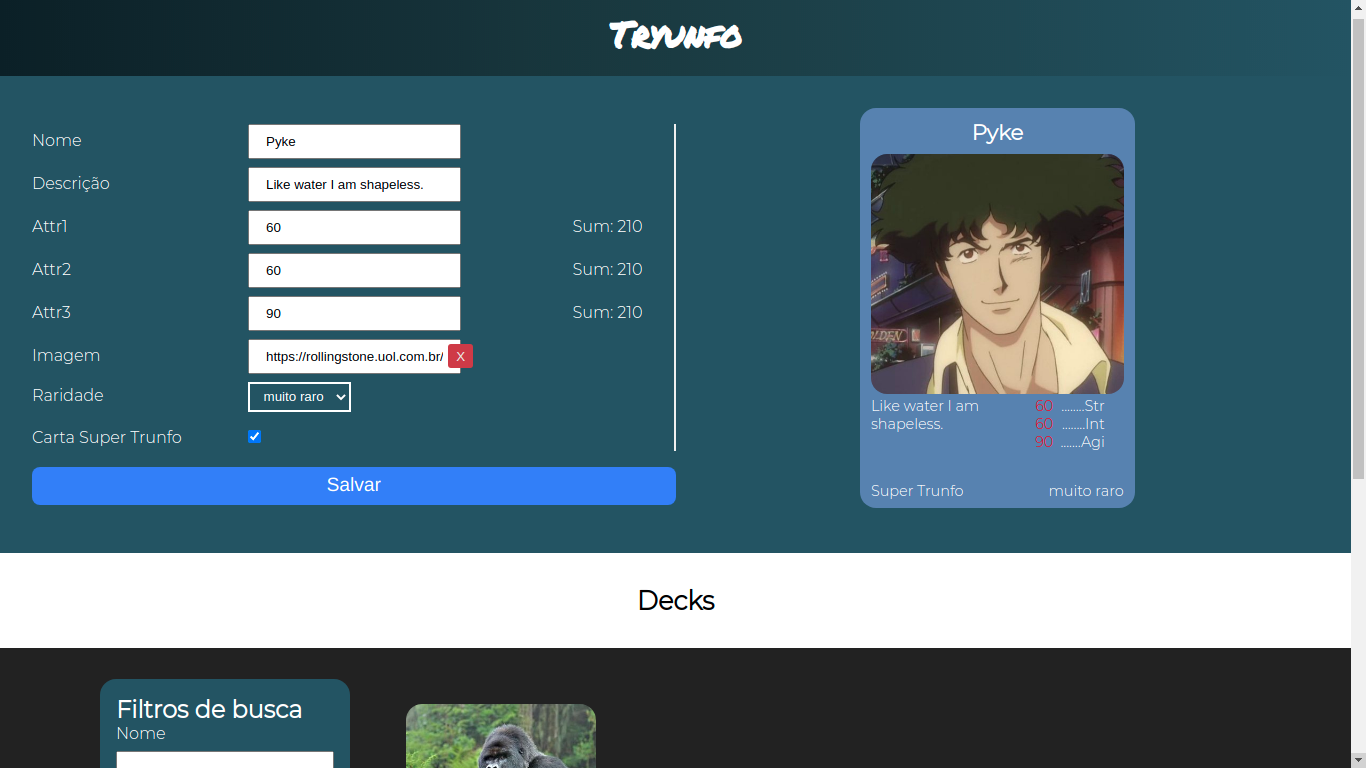 Tryunfo
Nome
Pyke
Descrição
Like water I am shapeless.
Attr1
60
Sum: 210
Attr2
60
Sum: 210
Attr3
90
Sum: 210
Imagem
https://rollingstone.uol.com.br/
X
Raridade
muito raro
Carta Super Trunfo
Salvar
Pyke
Like water I am
shapeless.
60 ........Str
60 ........Int
90 .......Agi
Super Trunfo
muito raro
Decks
Filtros de busca
Nome